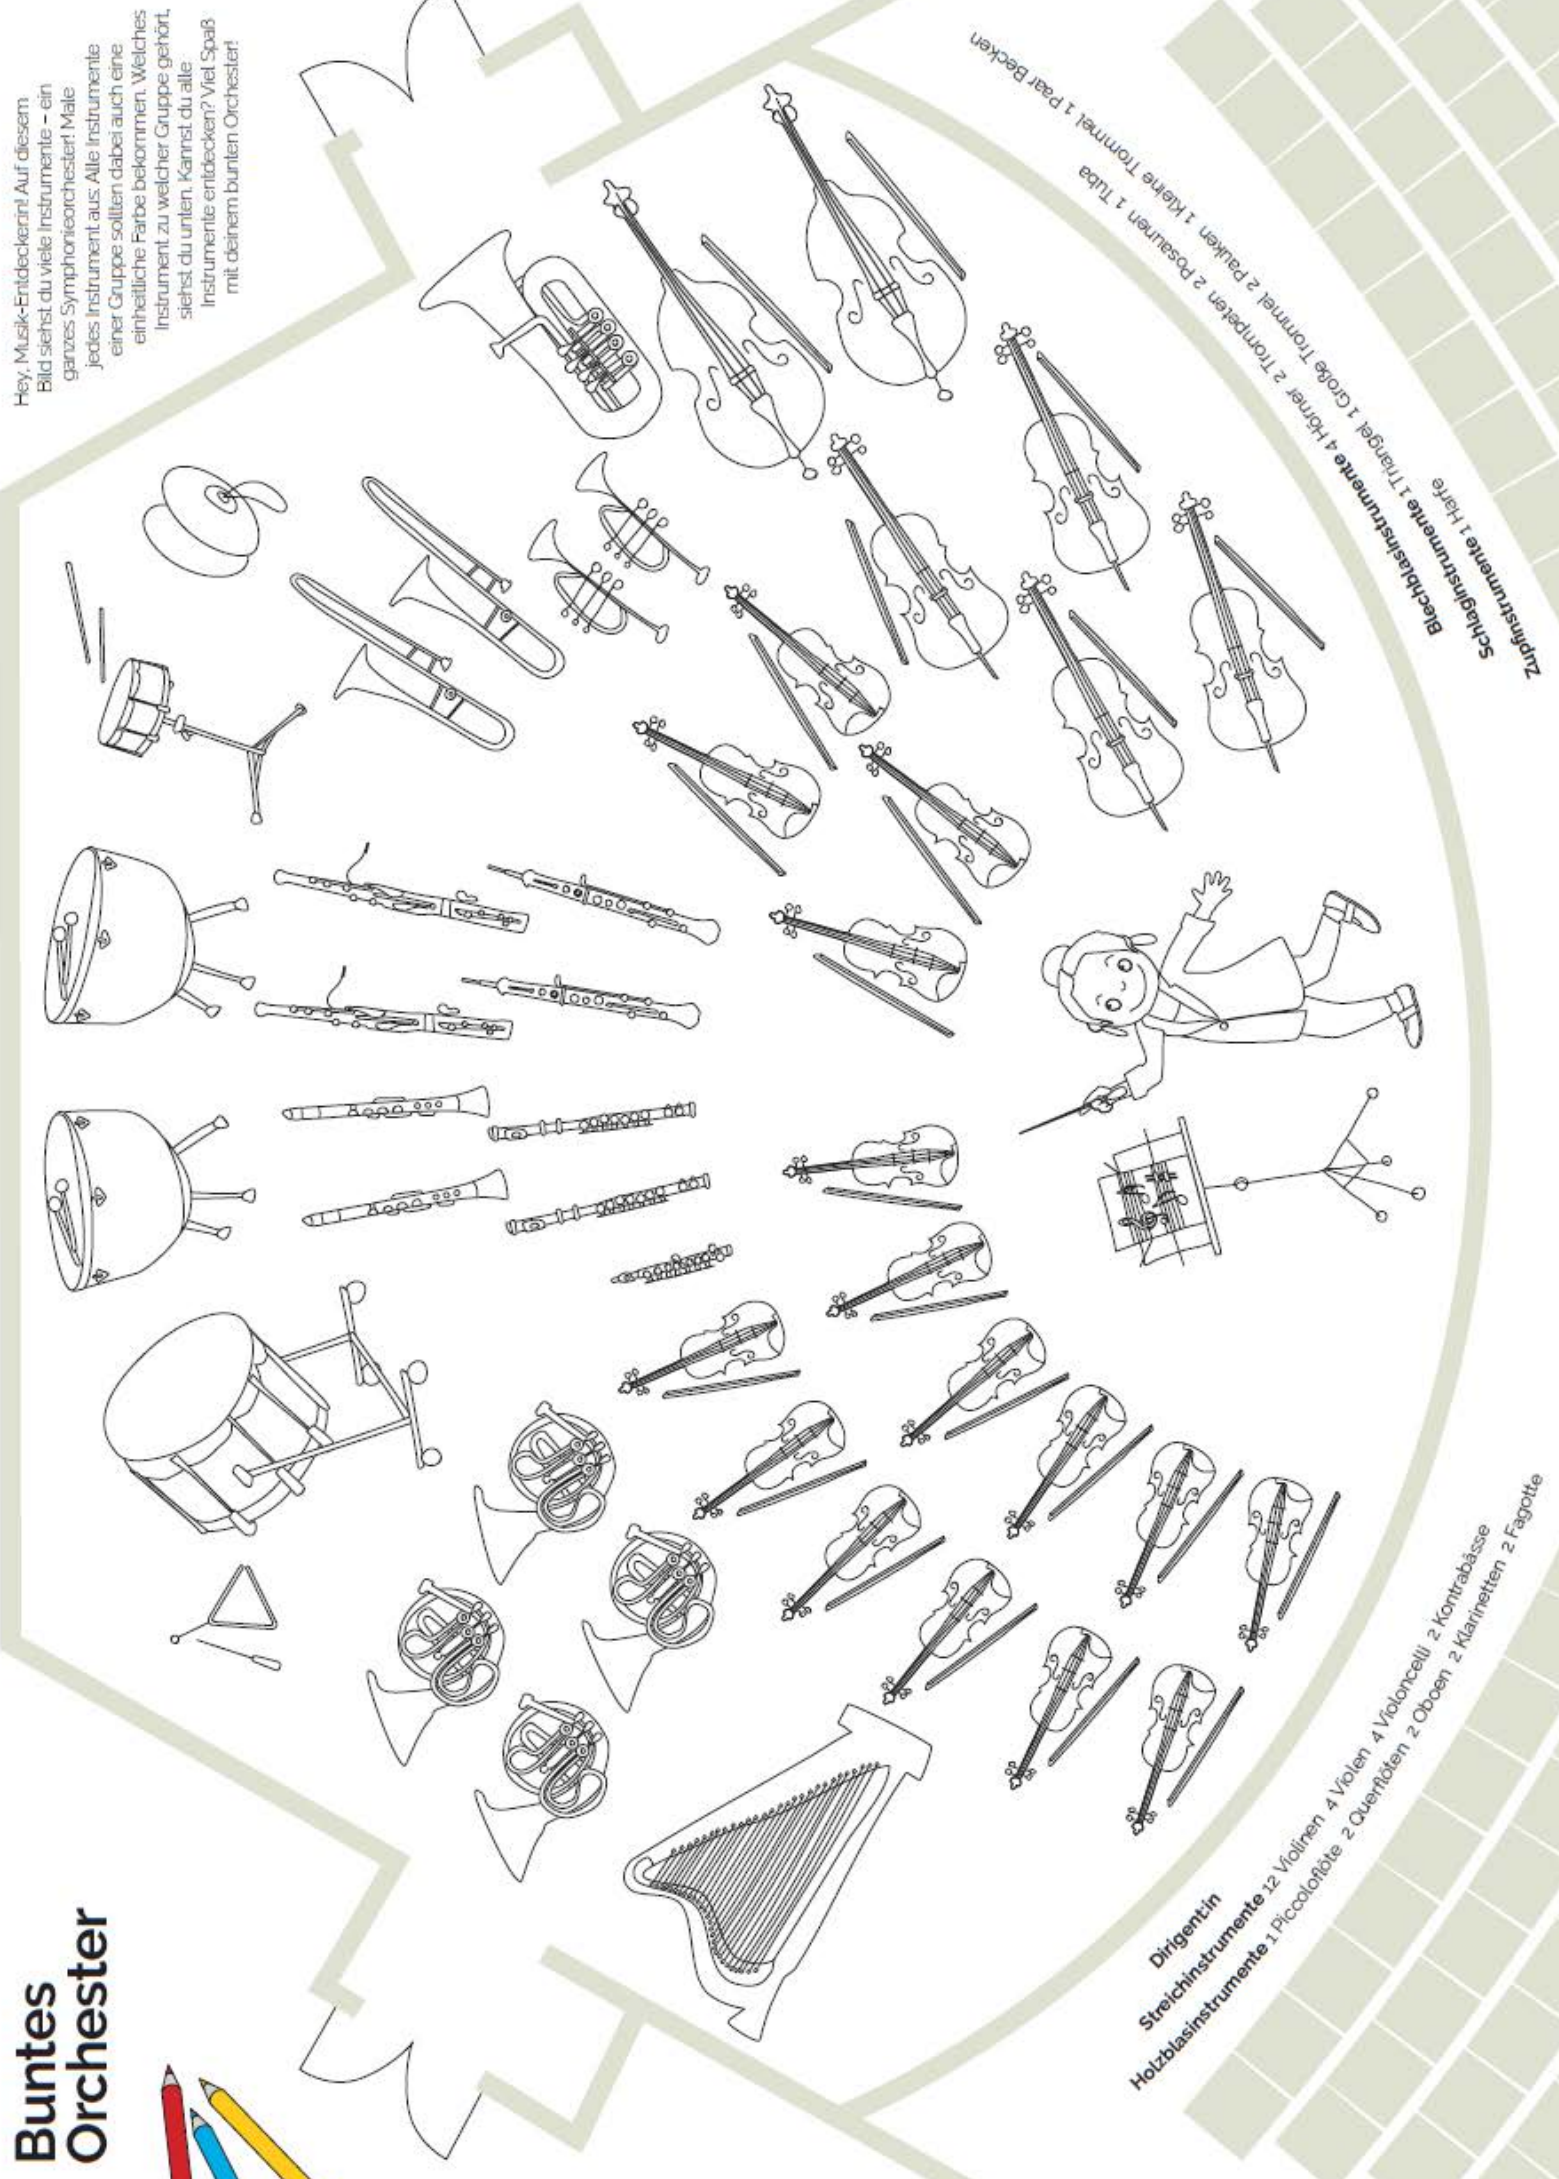 Buntes
Orchester
Hey, Musik-Entdecker:in! Auf diesem
Bild siehst du viele Instrumente – ein
ganzes Symphonieorchester! Male
jedes Instrument aus: Alle Instrumente
einer Gruppe sollten dabei auch eine
einheitliche Farbe bekommen. Welches
Instrument zu welcher Gruppe gehört,
siehst du unten. Kannst du alle
Instrumente entdecken? Viel Spaß
mit deinem bunten Orchester!
Dirigent:in
Streichinstrumente 12 Violinen 4 Violen 4 Violoncelli 2 Kontrabässe
Holzblasinstrumente 1 Piccoloflöte 2 Querflöten 2 Oboen 2 Klarinetten 2 Fagotte
Blechblasinstrumente 4 Hörner 2 Trompeten 2 Posaunen 1 Tuba
Schlaginstrumente 1 Triangel 1 Große Trommel 2 Pauken 1 Kleine Trommel 1 Paar Becken
Zupfinstrumente 1 Harfe